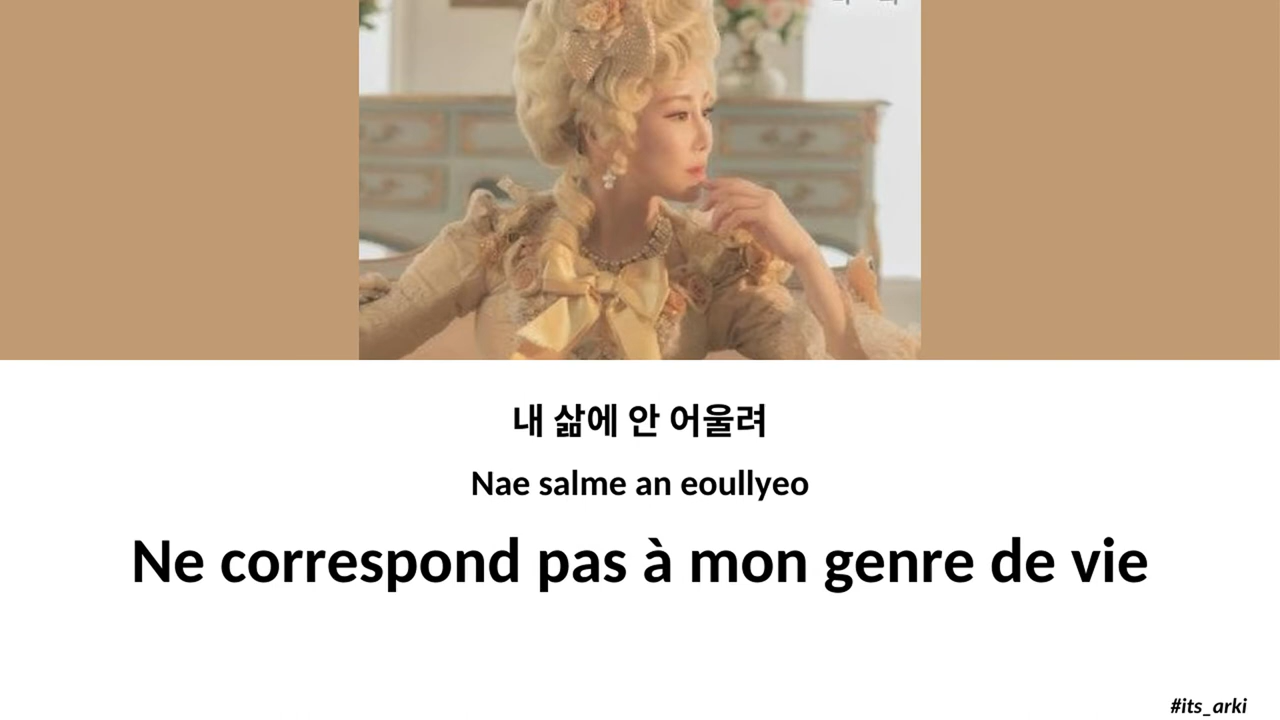 내 삶에 안 어울려
Nae salme an eoullyeo
Ne correspond pas à mon genre de vie
#its_arki